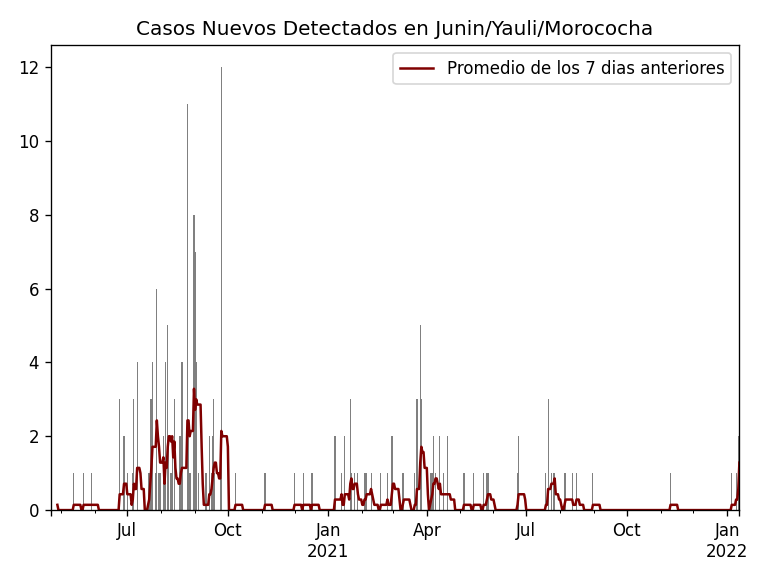 Casos Nuevos Detectados en Junin/Yauli/Morococha
Promedio de los 7 dias anteriores
12
10
8
6
4
2
0
Jul
Oct
Jan
2021
Apr
Jul
Oct
Jan
2022